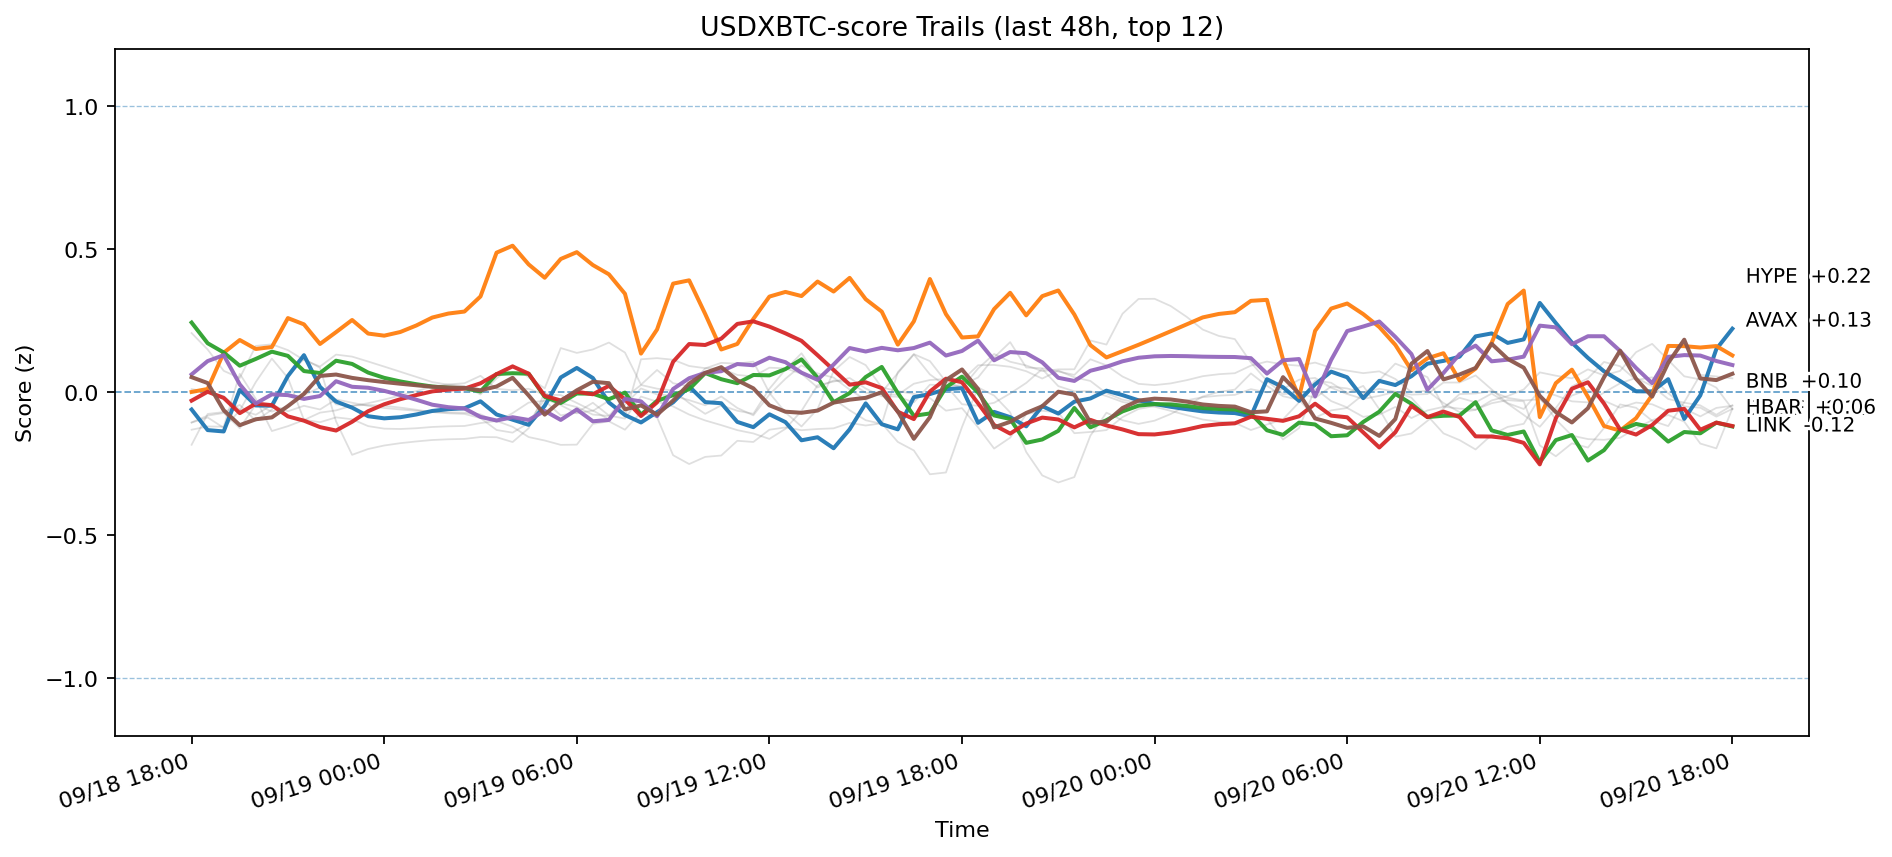 USDXBTC-score Trails (last 48h, top 12)
Score (z)
1.0
0.5
0.0
−0.5
−1.0
HYPE +0.22
AVAX +0.13
BNB +0.10
HBAR +0.06
LINK -0.12
09/18 18:00
09/19 00:00
09/19 06:00
09/19 12:00
09/19 18:00
09/20 00:00
09/20 06:00
09/20 12:00
09/20 18:00
Time